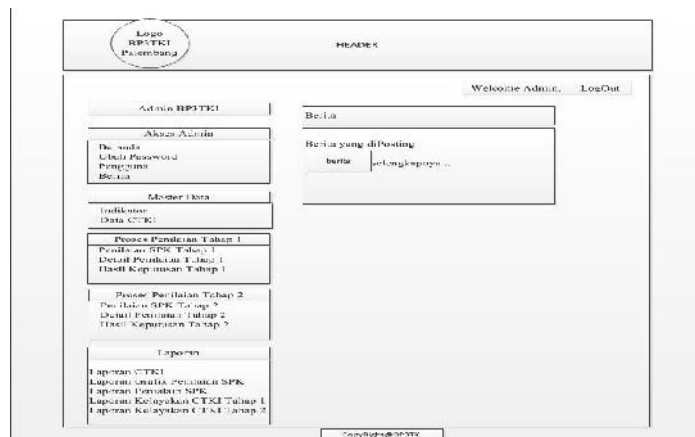 Logo
BP3TKI
Palembang
HEADER
Welcome Admin, LogOut
Admin BP3TKI
Akses Admin
Beranda
Ubah Password
Pengguna
Berita
Master Data
Indikator
Data CTKI
Proses Penilaian Tahap 1
Penilaian SPK Tahap 1
Detail Penilaian Tahap 1
Hasil Keputusan Tahap 1
Proses Penilaian Tahap 2
Penilaian SPK Tahap 2
Detail Penilaian Tahap 2
Hasil Keputusan Tahap 2
Laporan
Laporan CTKI
Laporan Grafik Penilaian SPK
Laporan Penilaian SPK
Laporan Kelayakan CTKI Tahap 1
Laporan Kelayakan CTKI Tahap 2
Berita
Berita yang diPosting
berita selengkapnya ..